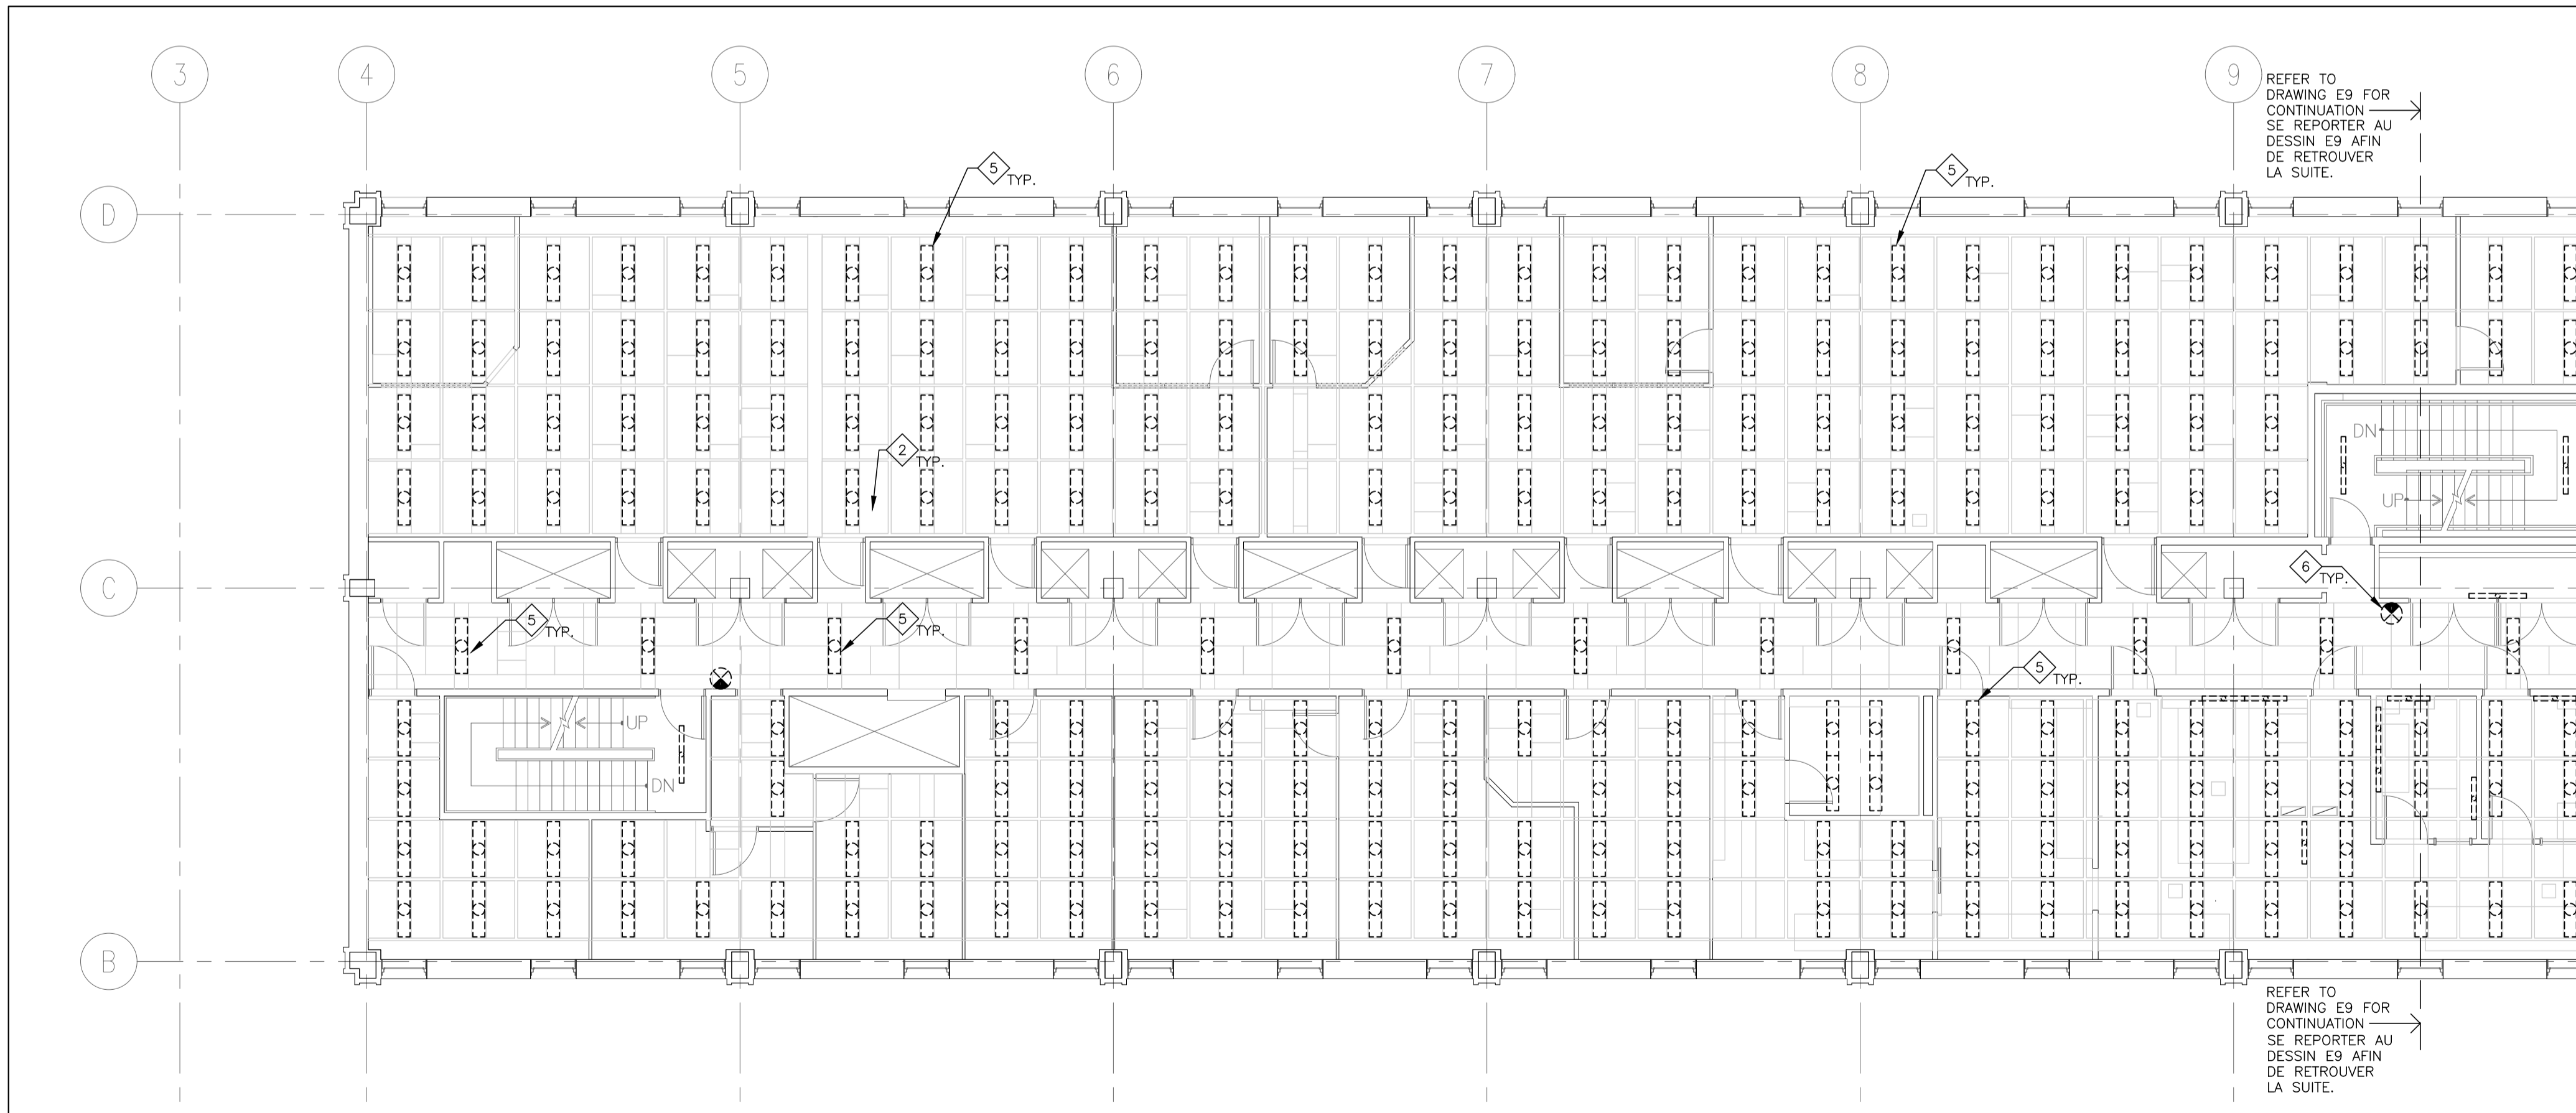 3
4
5
6
7
8
9
REFER TO
DRAWING E9 FOR
CONTINUATION
SE REPORTER AU
DESSIN E9 AFIN
DE RETROUVER
LA SUITE.
5
TYP.
5
TYP.
D
DN
2
TYP.
UP
C
6
TYP.
5
TYP.
5
TYP.
5
TYP.
UP
DN
B
REFER TO
DRAWING E9 FOR
CONTINUATION
SE REPORTER AU
DESSIN E9 AFIN
DE RETROUVER
LA SUITE.